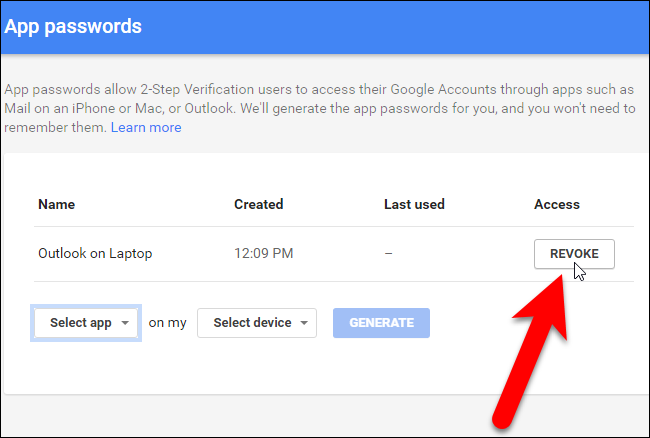 App passwords
App passwords allow 2-Step Verification users to access their Google Accounts through apps such as
Mail on an iPhone or Mac, or Outlook. We'll generate the app passwords for you, and you won't need to
remember them. Learn more
Name Created Last used Access
Outlook on Laptop 12:09 PM – REVOKE
Select app on my Select device GENERATE